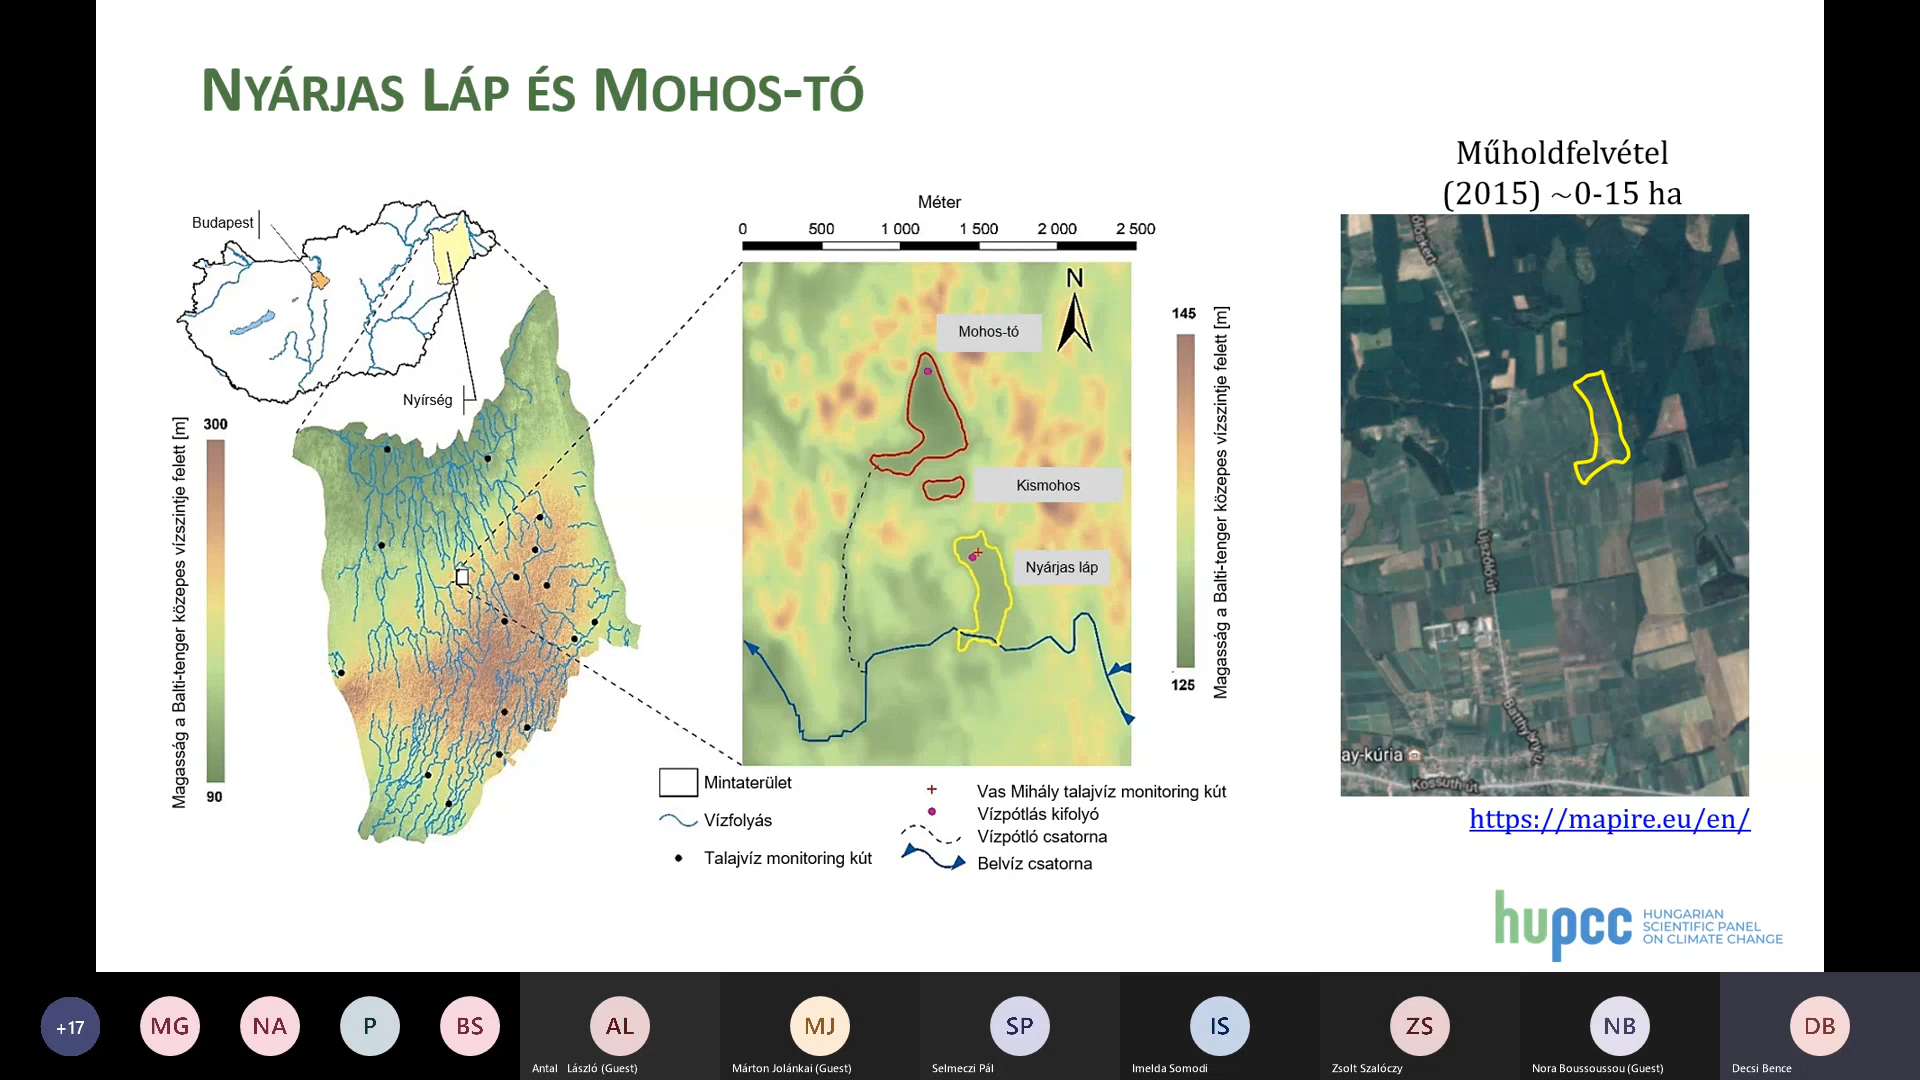 NYÁRJAS LÁP ÉS MOHOS-TÓ
Műholdfelvétel
(2015) ~0-15 ha
Budapest
Nyírség
Magasság a Balti-tenger közepes vízszintje felett [m]
300
90
Méter
0 500 1 000 1 500 2 000 2 500
N
Mohos-tó
Kismohos
Nyárjas láp
145
125
Magasság a Balti-tenger közepes vízszintje felett [m]
Mintaterület
Vízfolyás
Talajvíz monitoring kút
Vas Mihály talajvíz monitoring kút
Vízpótlás kifolyó
Vízpótló csatorna
Belvíz csatorna
ay-kúria
Kossuth út
https://mapire.eu/en/
hupcc
HUNGARIAN
SCIENTIFIC PANEL
ON CLIMATE CHANGE
+17
MG
NA
P
BS
AL
MJ
SP
IS
ZS
NB
DB
Antal László (Guest)
Márton Jolánkai (Guest)
Selmeczi Pál
Imelda Somodi
Zsolt Szalóczy
Nora Boussoussou (Guest)
Decsi Bence